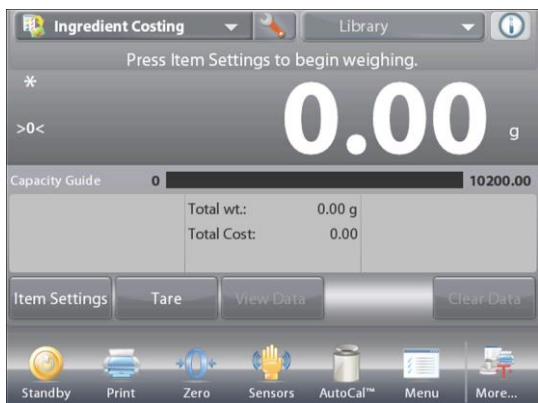 Ingredient Costing Library
Press Item Settings to begin weighing.
*
>0<
0.00 g
Capacity Guide 0 10200.00
Total wt.: 0.00 g
Total Cost: 0.00
Item Settings Tare View Data Clear Data
Standby Print Zero Sensors AutoCal™ Menu More...